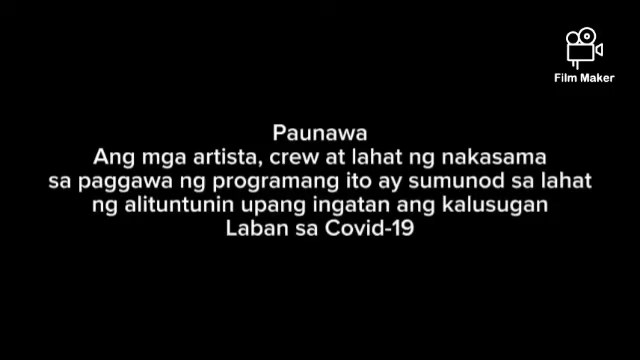 Film Maker
Paunawa
Ang mga artista, crew at lahat ng nakasama
sa paggawa ng programang ito ay sumunod sa lahat
ng alituntunin upang ingatan ang kalusugan
Laban sa Covid-19